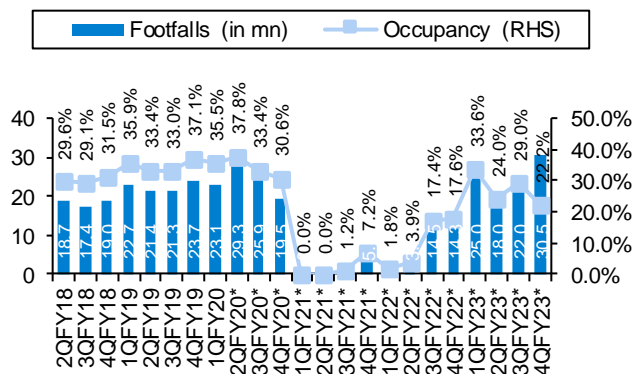 Footfalls (in mn) Occupancy (RHS)
29.6%
29.1%
31.5%
35.9%
33.4%
33.0%
37.1%
35.5%
37.8%
33.4%
30.6%
0.0%
0.0%
1.2%
7.2%
1.8%
3.9%
17.4%
17.6%
33.6%
24.0%
29.0%
22.2%
40
30
20
10
0
50.0%
40.0%
30.0%
20.0%
10.0%
0.0%
18.7
17.4
19.0
22.7
21.4
21.3
23.7
23.1
29.3
25.9
19.5
14.3
25.0
18.0
22.0
30.5
2QFY18
3QFY18
4QFY18
1QFY19
2QFY19
3QFY19
4QFY19
1QFY20
2QFY20*
3QFY20*
4QFY20*
1QFY21*
2QFY21*
3QFY21*
4QFY21*
1QFY22*
2QFY22*
3QFY22*
4QFY22*
1QFY23*
2QFY23*
3QFY23*
4QFY23*